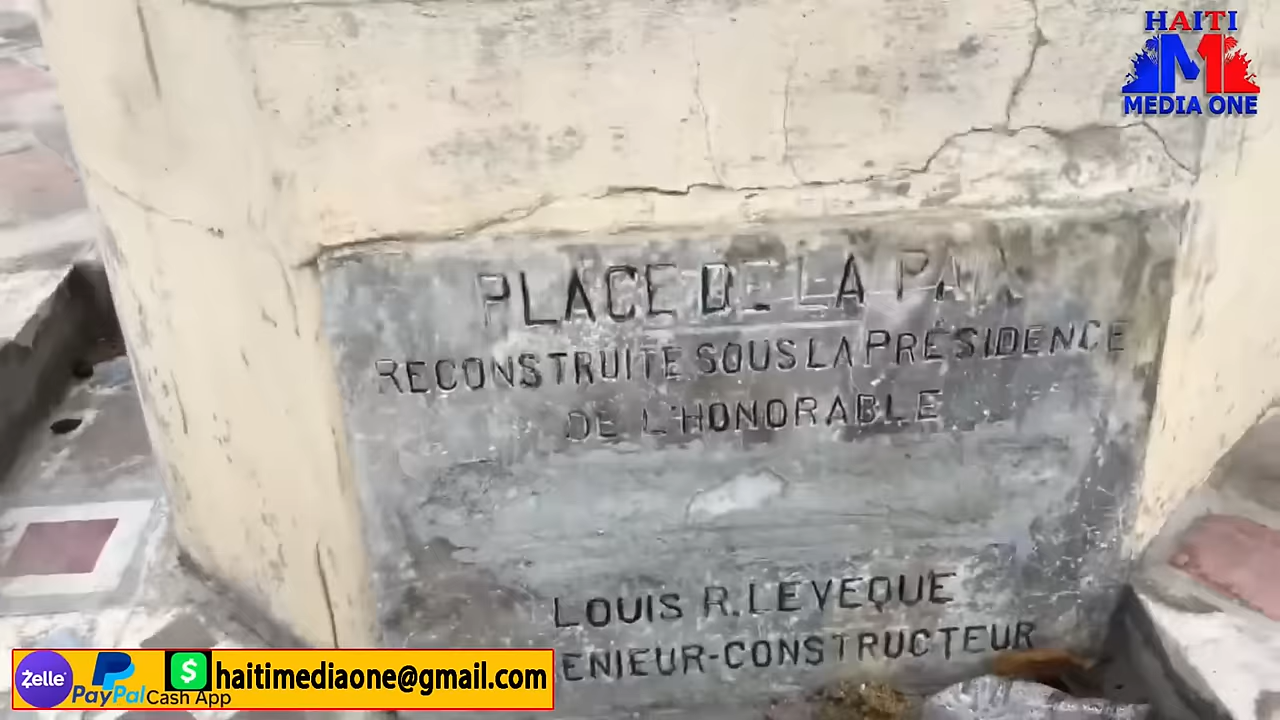 HAITI
MEDIA ONE
PLACE DE LA PAIX
RECONSTRUITE SOUS LA PRÉSIDENCE
DE L'HONORABLE
LOUIS R. LEVEQUE
ENIEUR-CONSTRUCTEUR
Zelle
PayPal
Cash App
haitimediaone@gmail.com